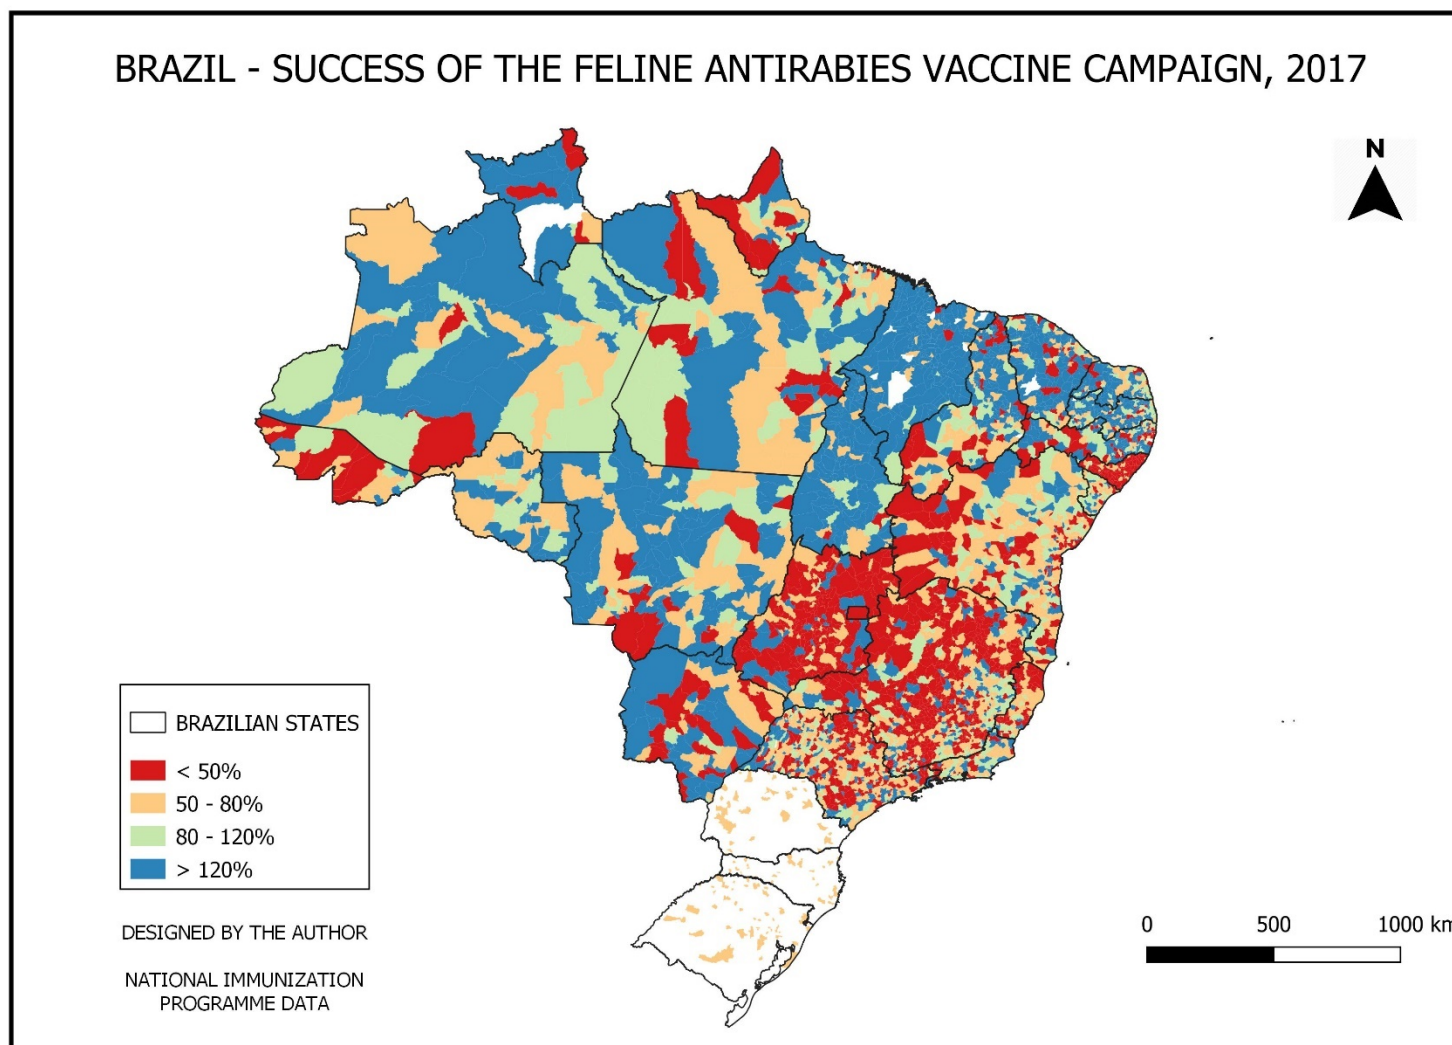 BRAZIL - SUCCESS OF THE FELINE ANTIRABIES VACCINE CAMPAIGN, 2017
N
BRAZILIAN STATES
< 50%
50 - 80%
80 - 120%
> 120%
DESIGNED BY THE AUTHOR
NATIONAL IMMUNIZATION
PROGRAMME DATA
0 500 1000 km